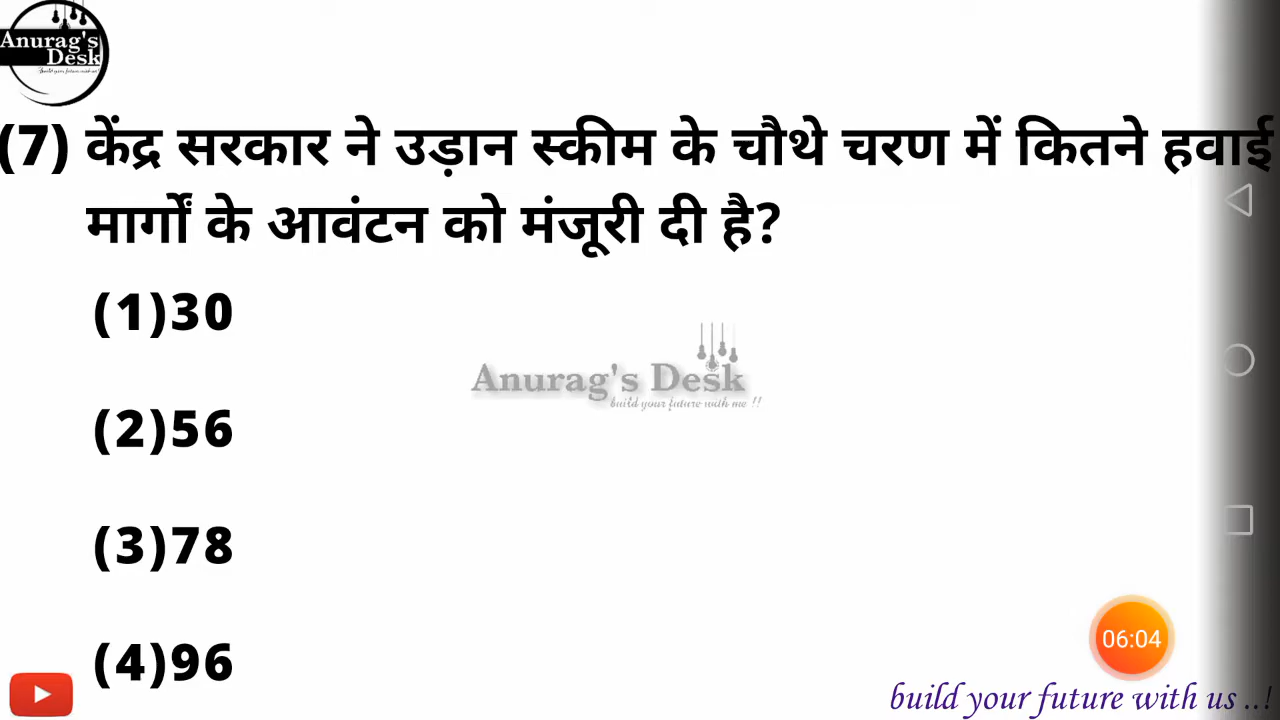 Anurag's
Desk
(7) केंद्र सरकार ने उड़ान स्कीम के चौथे चरण में कितने हवाई
मार्गों के आवंटन को मंजूरी दी है?
(1)30
(2)56
(3)78
(4)96
Anurag's Desk
build your future with me !!
06:04
build your future with us ..!